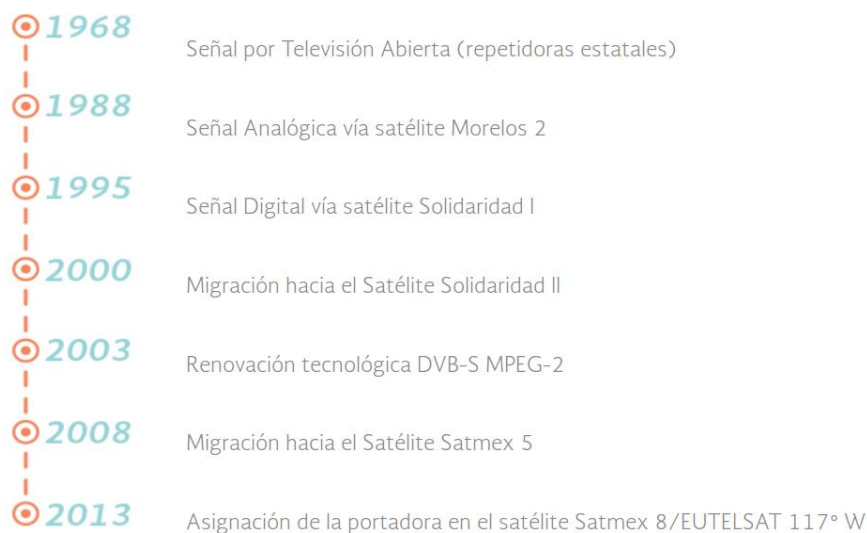 1968
Señal por Televisión Abierta (repetidoras estatales)
1988
Señal Analógica vía satélite Morelos 2
1995
Señal Digital vía satélite Solidaridad I
2000
Migración hacia el Satélite Solidaridad II
2003
Renovación tecnológica DVB-S MPEG-2
2008
Migración hacia el Satélite Satmex 5
2013
Asignación de la portadora en el satélite Satmex 8/EUTELSAT 117° W